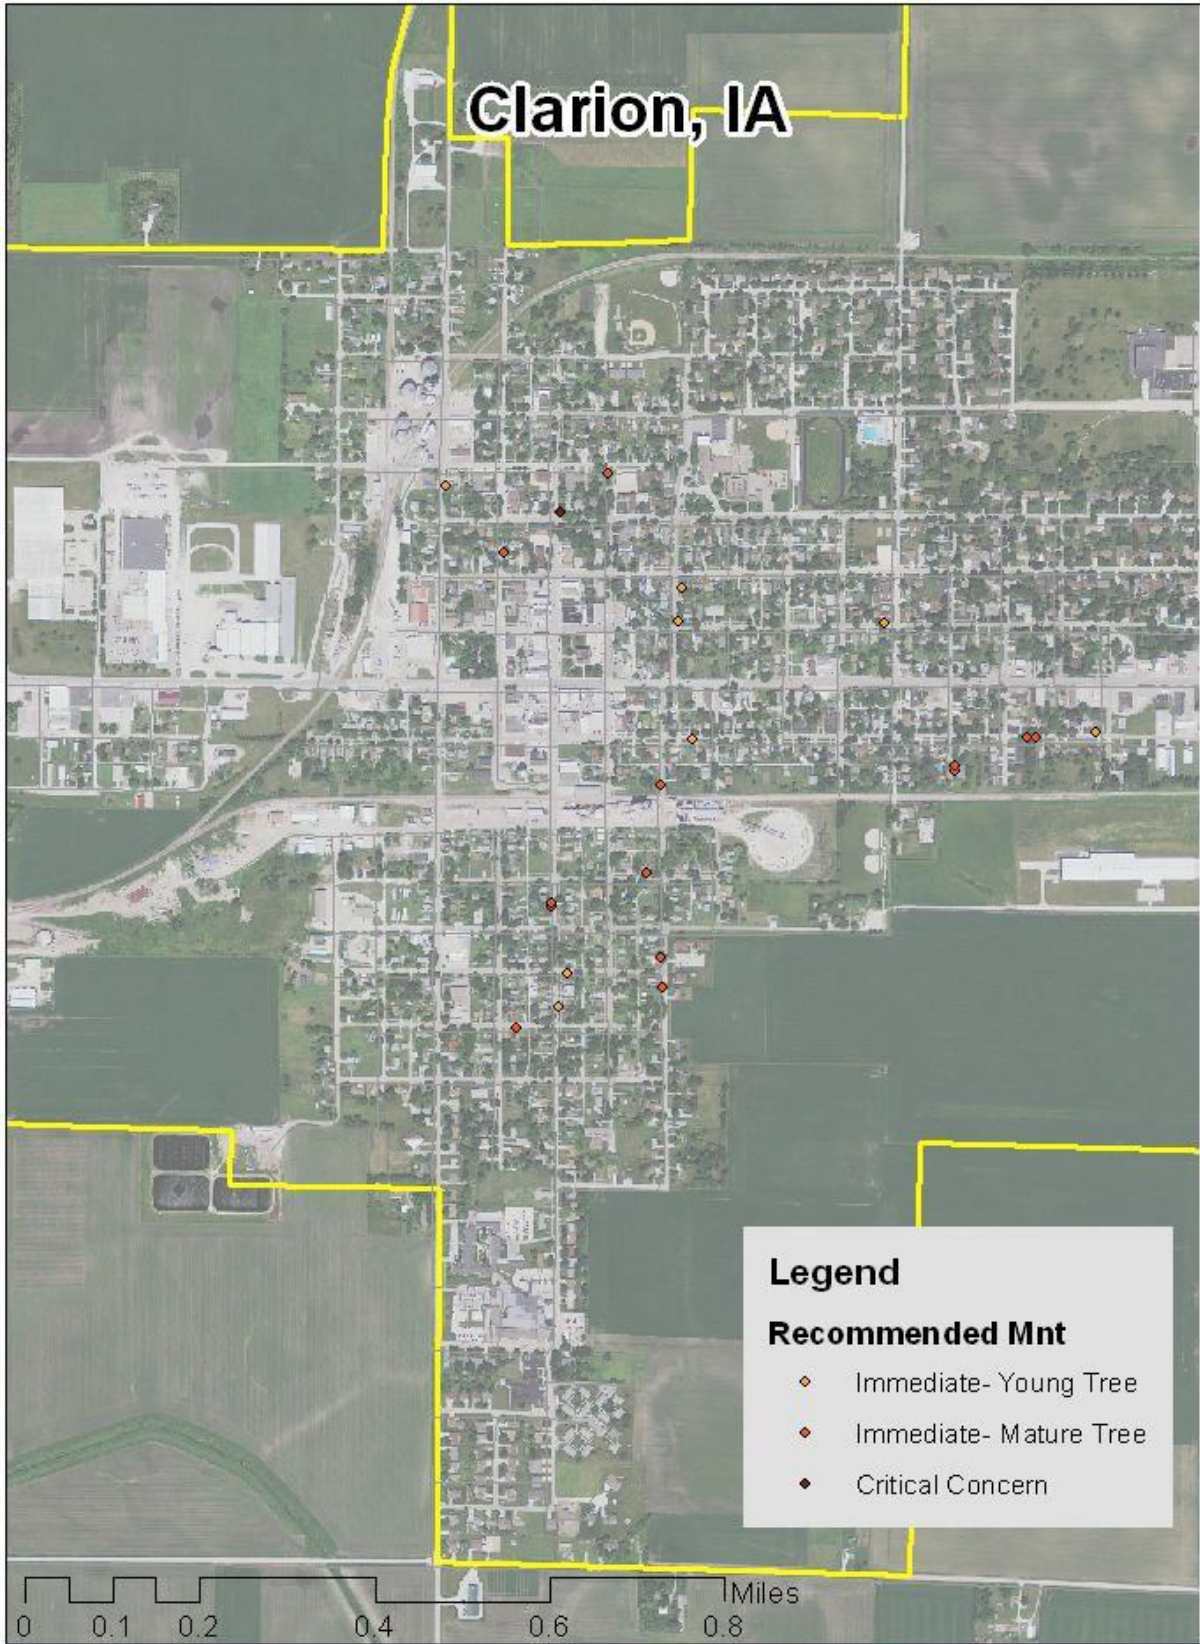 Clarion, IA
Legend
Recommended Mnt
Immediate- Young Tree
Immediate- Mature Tree
Critical Concern
Miles
0 0.1 0.2 0.4 0.6 0.8